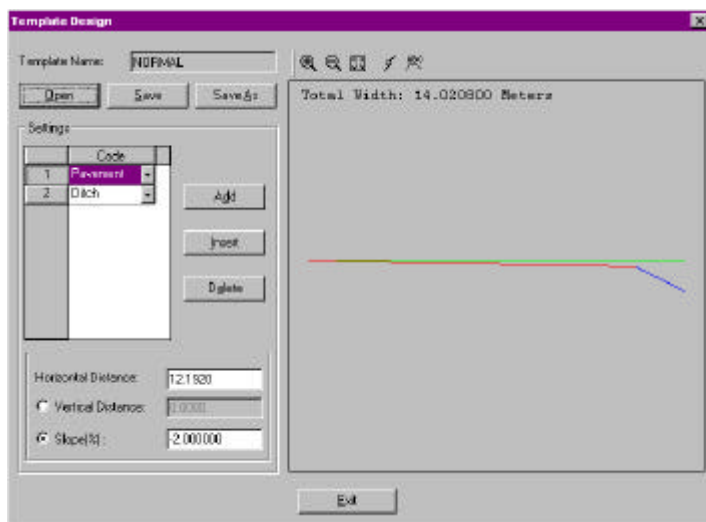 Template Design
Template Name: NORMAL
Open Save Save As
Total Width: 14.020800 Meters
Settings
Code
1 Pavement
2 Ditch
Add
Insert
Delete
Horizontal Distance: 12.1920
Vertical Distance: 0.0000
Slope(%) : -2.000000
Exit